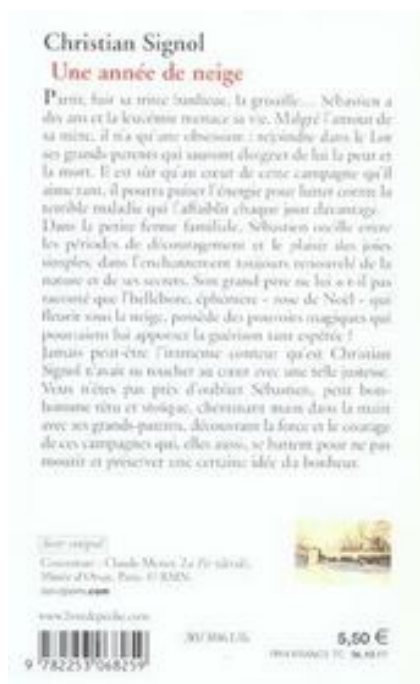 Christian Signol
Une année de neige
Partir, fuir sa triste banlieue, la grisaille... Sébastien a
dix ans et la leucémie menace sa vie. Malgré l'amour de
sa mère, il n'a qu'une obsession : rejoindre dans le Lot
ses grands-parents qui sauront éloigner de lui la peur et
la mort. Il est sûr qu'au cœur de cette campagne qu'il
aime tant, il pourra puiser l'énergie pour lutter contre la
terrible maladie qui l'affaiblit chaque jour davantage.
Dans la petite ferme familiale, Sébastien oscille entre
les périodes de découragement et le plaisir des joies
simples, dans l'enchantement toujours renouvelé de la
nature et de ses secrets. Son grand-père ne lui a-t-il pas
raconté que l'hellébore, éphémère « rose de Noël » qui
fleurit sous la neige, possède des pouvoirs magiques qui
pourraient lui apporter la guérison tant espérée ?
Jamais peut-être l'immense conteur qu'est Christian
Signol n'avait su toucher au cœur avec une telle justesse.
Vous n'êtes pas près d'oublier Sébastien, petit bon-
homme têtu et stoïque, cheminant main dans la main
avec ses grands-parents, découvrant la force et le courage
de ces campagnes qui, elles aussi, se battent pour ne pas
mourir et préserver une certaine idée du bonheur.
Texte intégral
Couverture : Claude Monet, La Pie (détail),
Musée d'Orsay, Paris. © RMN.
www.livredepoche.com
5,50 €
9 782253 068259